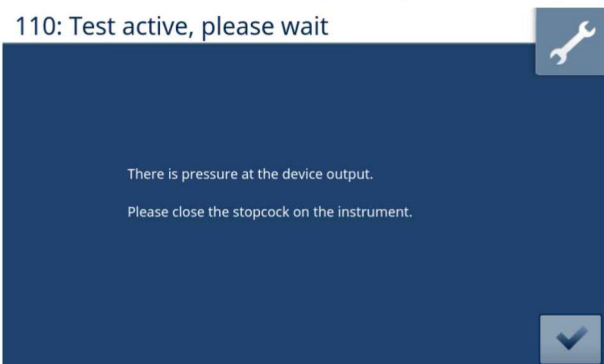 110: Test active, please wait
There is pressure at the device output.
Please close the stopcock on the instrument.